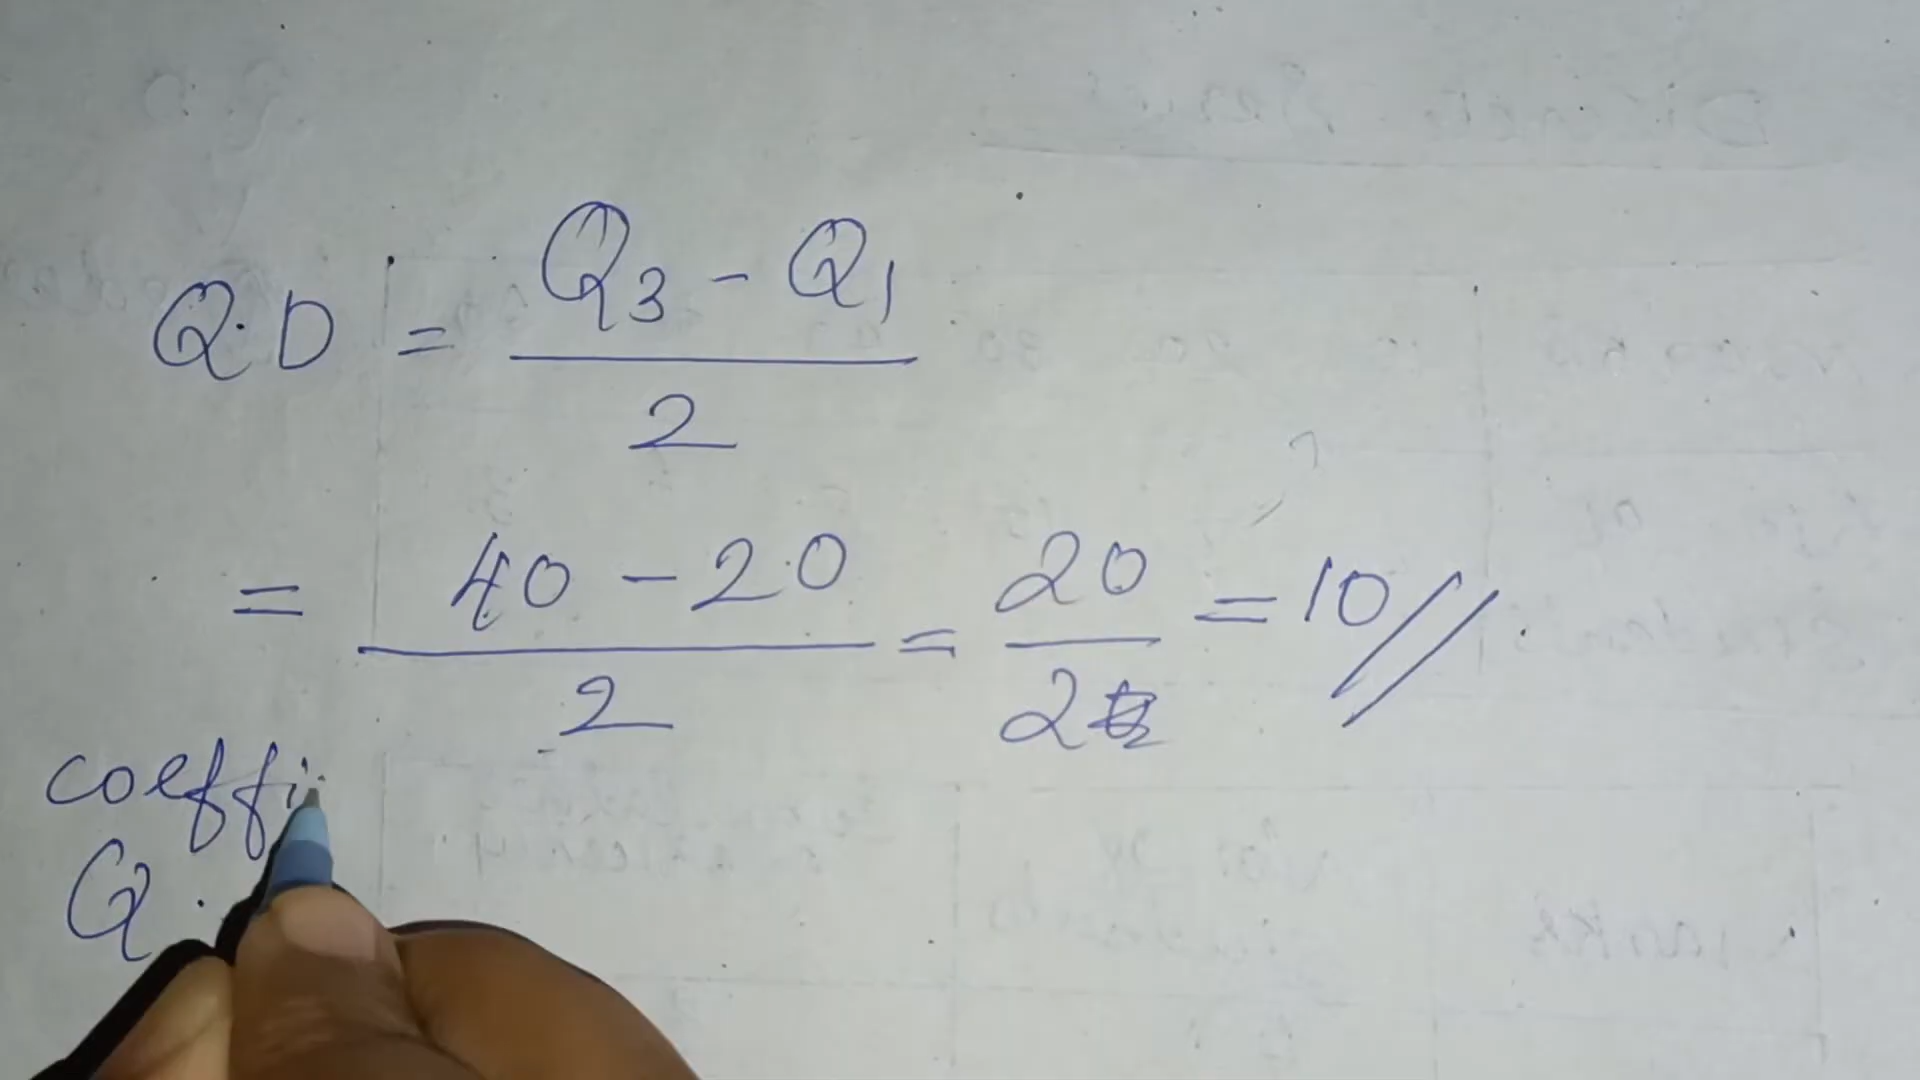 Q.D = Q3 - Q1 / 2
= 40 - 20 / 2 = 20 / 2 = 10 //
coeffi
Q.